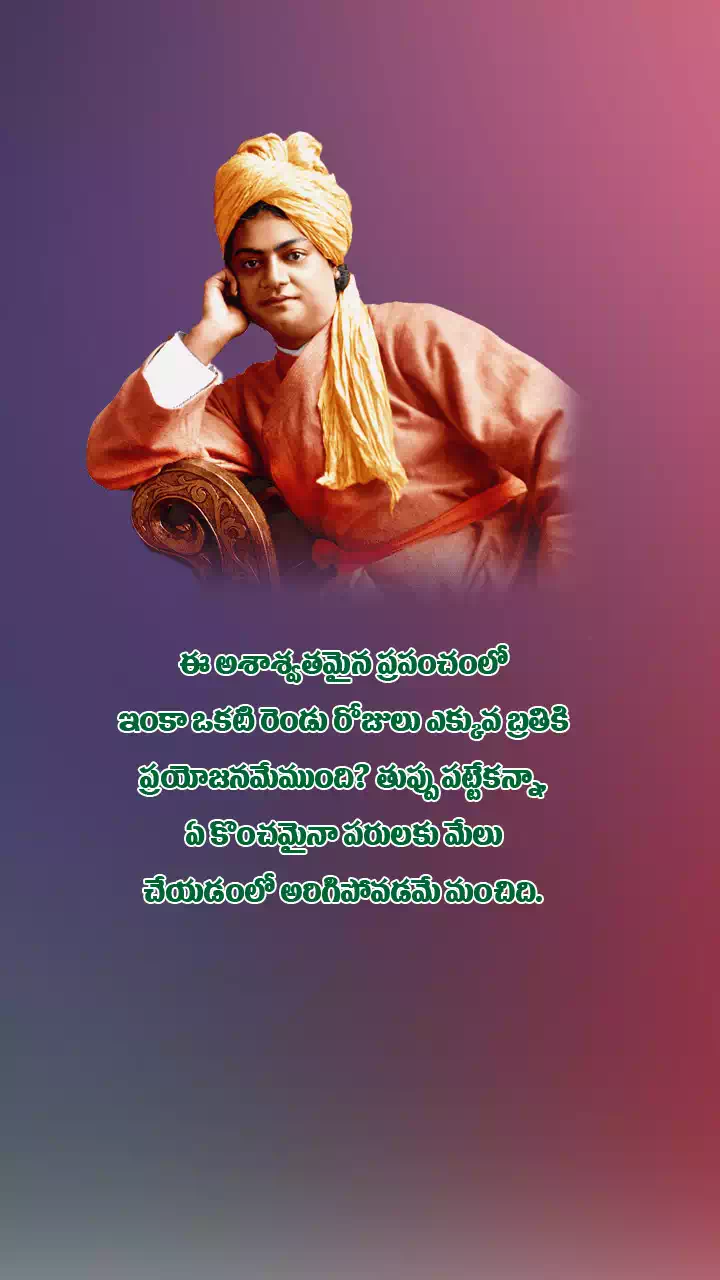 ఈ అశాశ్వతమైన ప్రపంచంలో
ఇంకా ఒకటి రెండు రోజులు ఎక్కువ బ్రతికి
ప్రయోజనమేముంది? తుప్పు పట్టేకన్నా,
ఏ కొంచమైనా పరులకు మేలు
చేయడంలో అరిగిపోవడమే మంచిది.